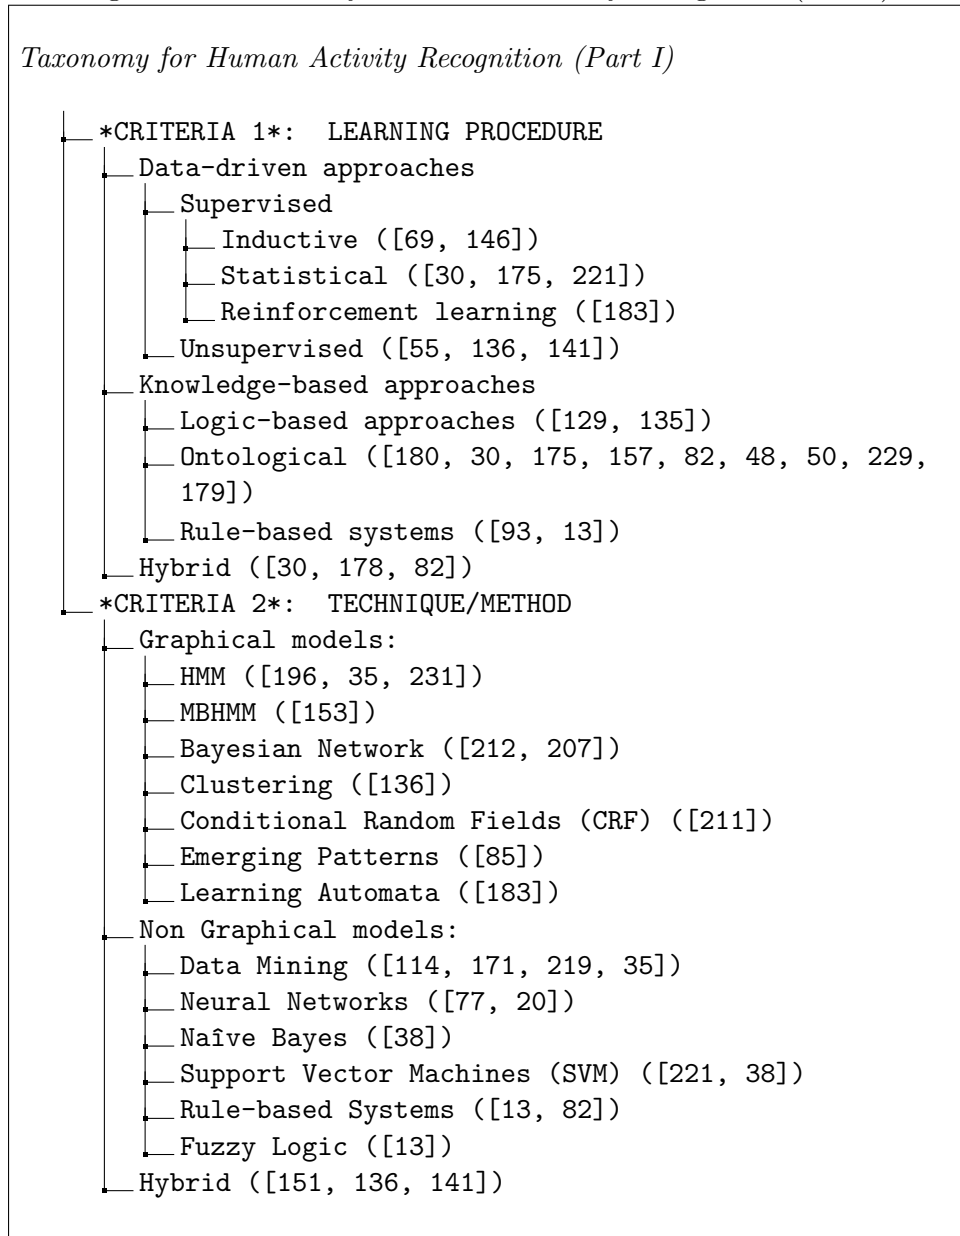 Taxonomy for Human Activity Recognition (Part I)
*CRITERIA 1*: LEARNING PROCEDURE
Data-driven approaches
Supervised
Inductive ([69, 146])
Statistical ([30, 175, 221])
Reinforcement learning ([183])
Unsupervised ([55, 136, 141])
Knowledge-based approaches
Logic-based approaches ([129, 135])
Ontological ([180, 30, 175, 157, 82, 48, 50, 229,
179])
Rule-based systems ([93, 13])
Hybrid ([30, 178, 82])
*CRITERIA 2*: TECHNIQUE/METHOD
Graphical models:
HMM ([196, 35, 231])
MBHMM ([153])
Bayesian Network ([212, 207])
Clustering ([136])
Conditional Random Fields (CRF) ([211])
Emerging Patterns ([85])
Learning Automata ([183])
Non Graphical models:
Data Mining ([114, 171, 219, 35])
Neural Networks ([77, 20])
Naîve Bayes ([38])
Support Vector Machines (SVM) ([221, 38])
Rule-based Systems ([13, 82])
Fuzzy Logic ([13])
Hybrid ([151, 136, 141])